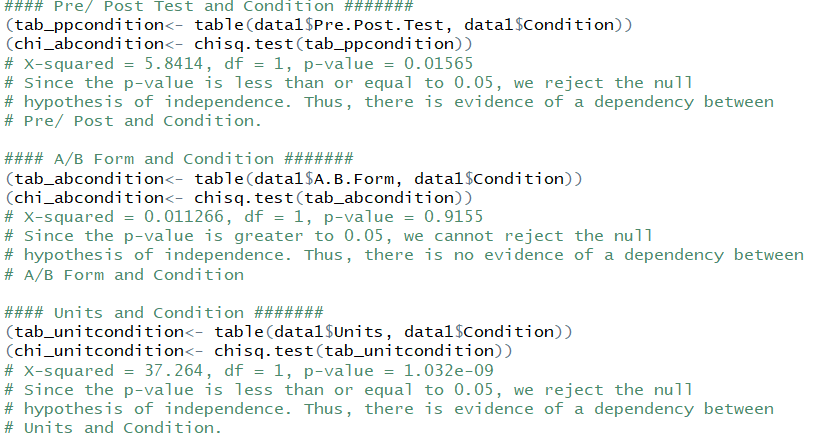 #### Pre/ Post Test and Condition #######
(tab_ppcondition<- table(data1$Pre.Post.Test, data1$Condition))
(chi_abcondition<- chisq.test(tab_ppcondition))
# X-squared = 5.8414, df = 1, p-value = 0.01565
# Since the p-value is less than or equal to 0.05, we reject the null
# hypothesis of independence. Thus, there is evidence of a dependency between
# Pre/ Post and Condition.
#### A/B Form and Condition #######
(tab_abcondition<- table(data1$A.B.Form, data1$Condition))
(chi_abcondition<- chisq.test(tab_abcondition))
# X-squared = 0.011266, df = 1, p-value = 0.9155
# Since the p-value is greater to 0.05, we cannot reject the null
# hypothesis of independence. Thus, there is no evidence of a dependency between
# A/B Form and Condition
#### Units and Condition #######
(tab_unitcondition<- table(data1$Units, data1$Condition))
(chi_unitcondition<- chisq.test(tab_unitcondition))
# X-squared = 37.264, df = 1, p-value = 1.032e-09
# Since the p-value is less than or equal to 0.05, we reject the null
# hypothesis of independence. Thus, there is evidence of a dependency between
# Units and Condition.